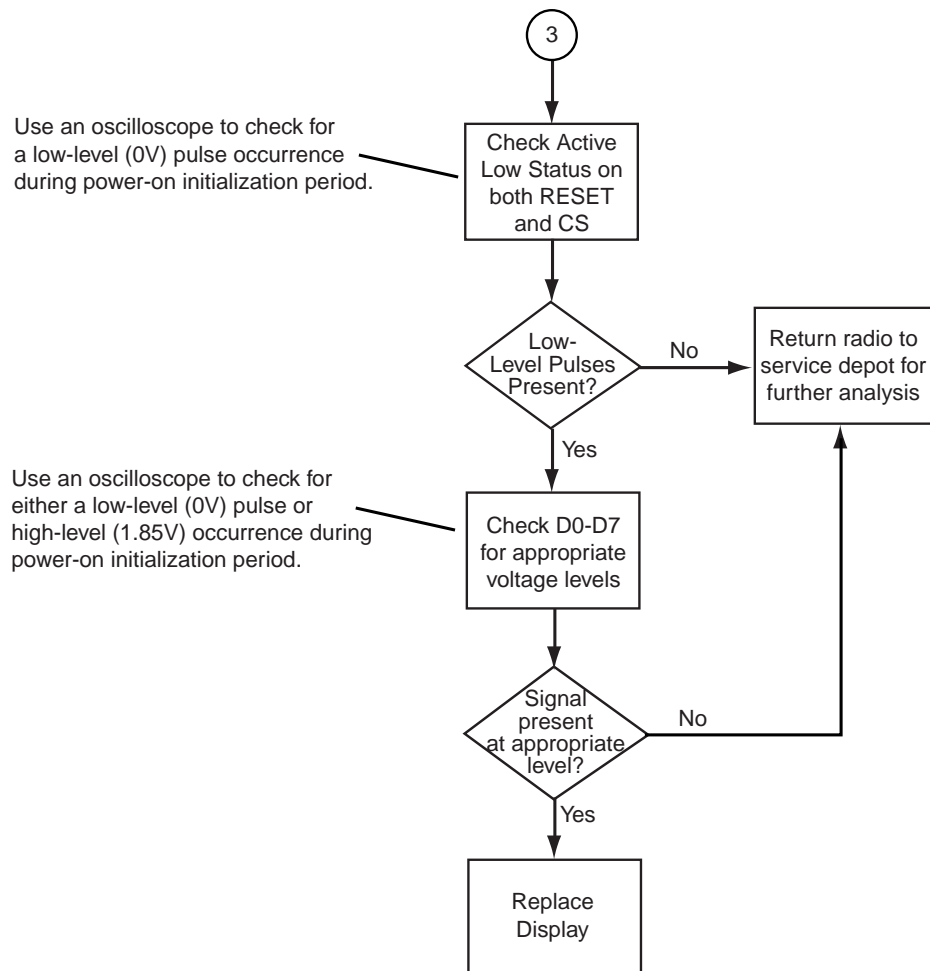 3
Use an oscilloscope to check for
a low-level (0V) pulse occurrence
during power-on initialization period.
Check Active
Low Status on
both RESET
and CS
Low-
Level Pulses
Present?
No
Return radio to
service depot for
further analysis
Yes
Use an oscilloscope to check for
either a low-level (0V) pulse or
high-level (1.85V) occurrence during
power-on initialization period.
Check D0-D7
for appropriate
voltage levels
Signal
present
at appropriate
level?
No
Yes
Replace
Display